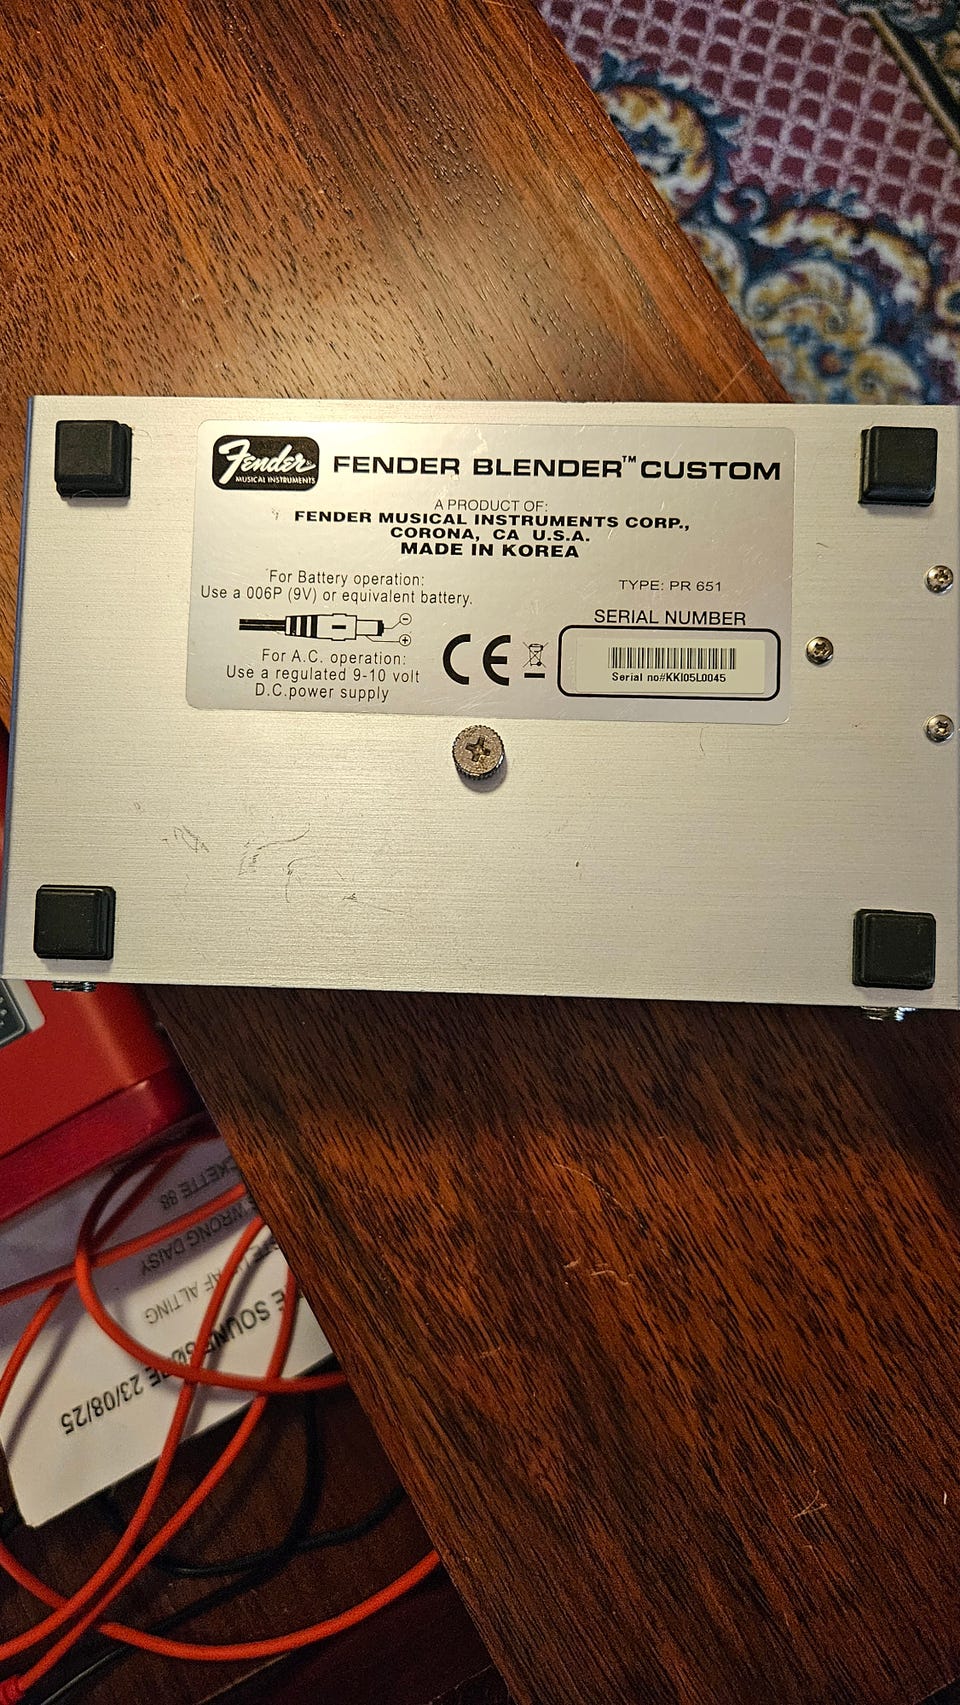 Fender
MUSICAL INSTRUMENTS
FENDER BLENDER™ CUSTOM
A PRODUCT OF:
FENDER MUSICAL INSTRUMENTS CORP.,
CORONA, CA U.S.A.
MADE IN KOREA
For Battery operation:
Use a 006P (9V) or equivalent battery.
For A.C. operation:
Use a regulated 9-10 volt
D.C.power supply
CE
TYPE: PR 651
SERIAL NUMBER
Serial no#KKI05L0045
23/08/25
ALTING
WRONG DAISY
88